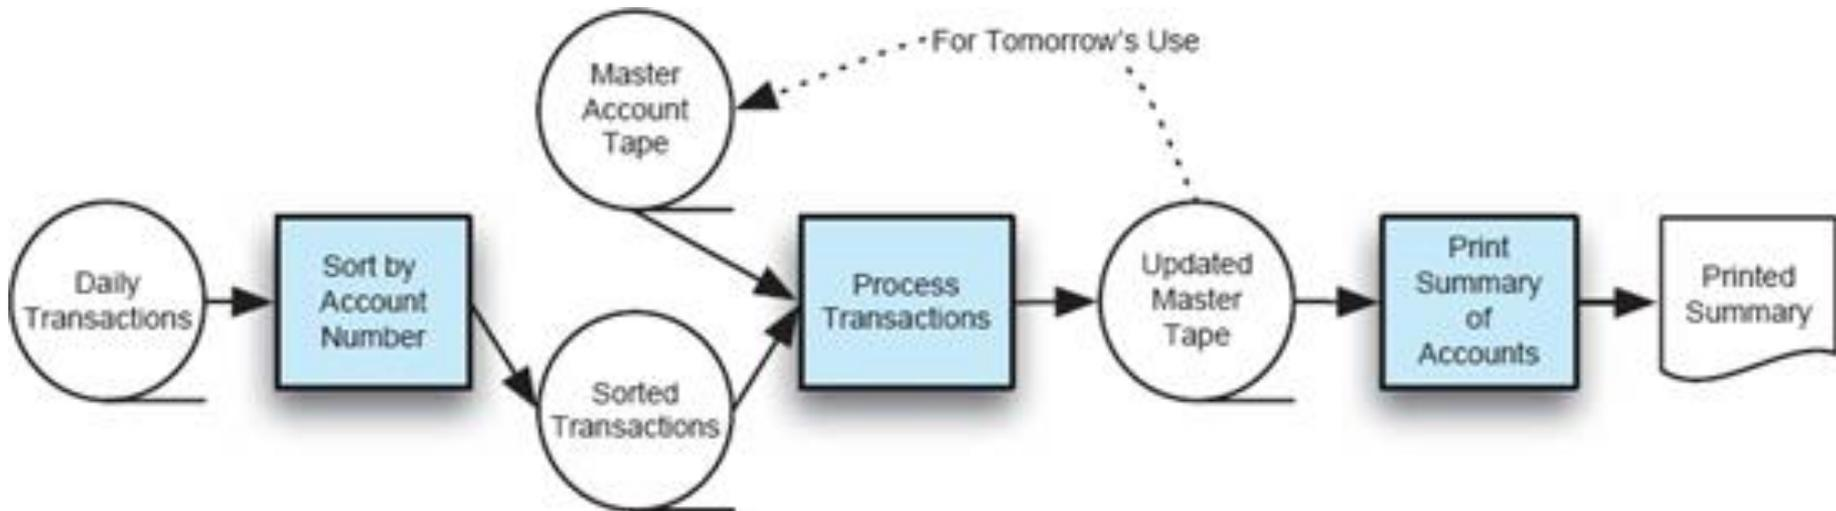 Daily
Transactions
Sort by
Account
Number
Master
Account
Tape
Sorted
Transactions
Process
Transactions
For Tomorrow's Use
Updated
Master
Tape
Print
Summary
of
Accounts
Printed
Summary